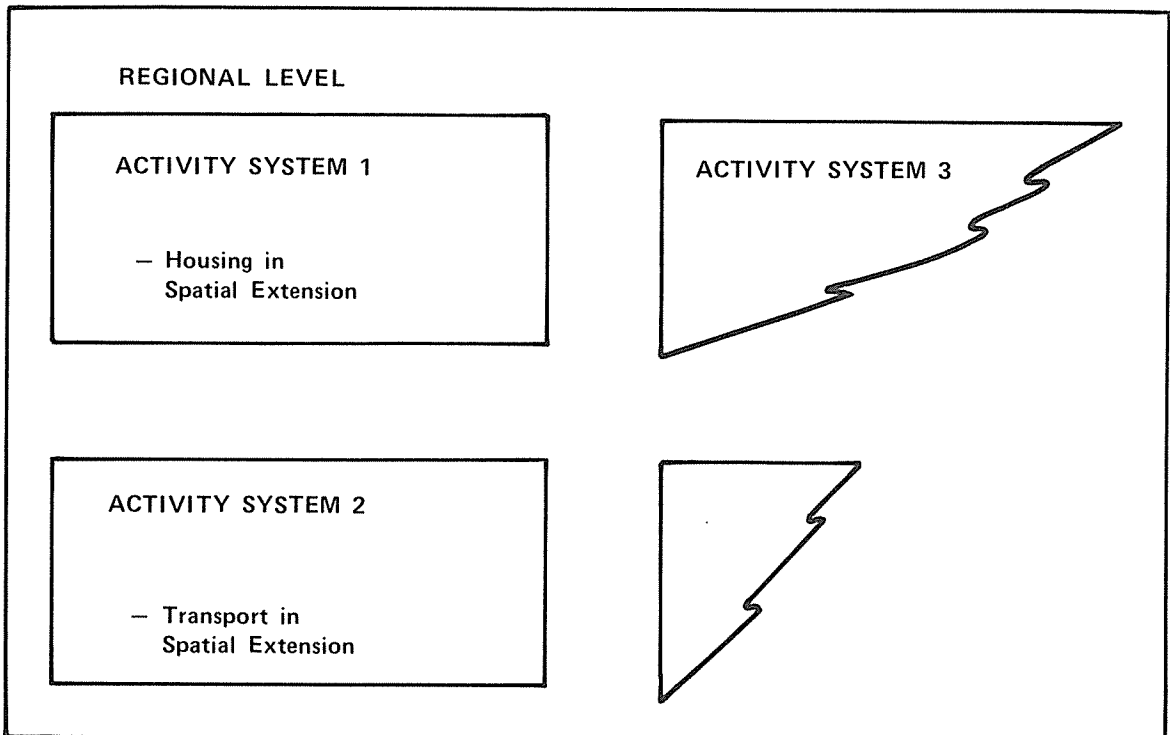 REGIONAL LEVEL
ACTIVITY SYSTEM 1
– Housing in
Spatial Extension
ACTIVITY SYSTEM 3
ACTIVITY SYSTEM 2
– Transport in
Spatial Extension